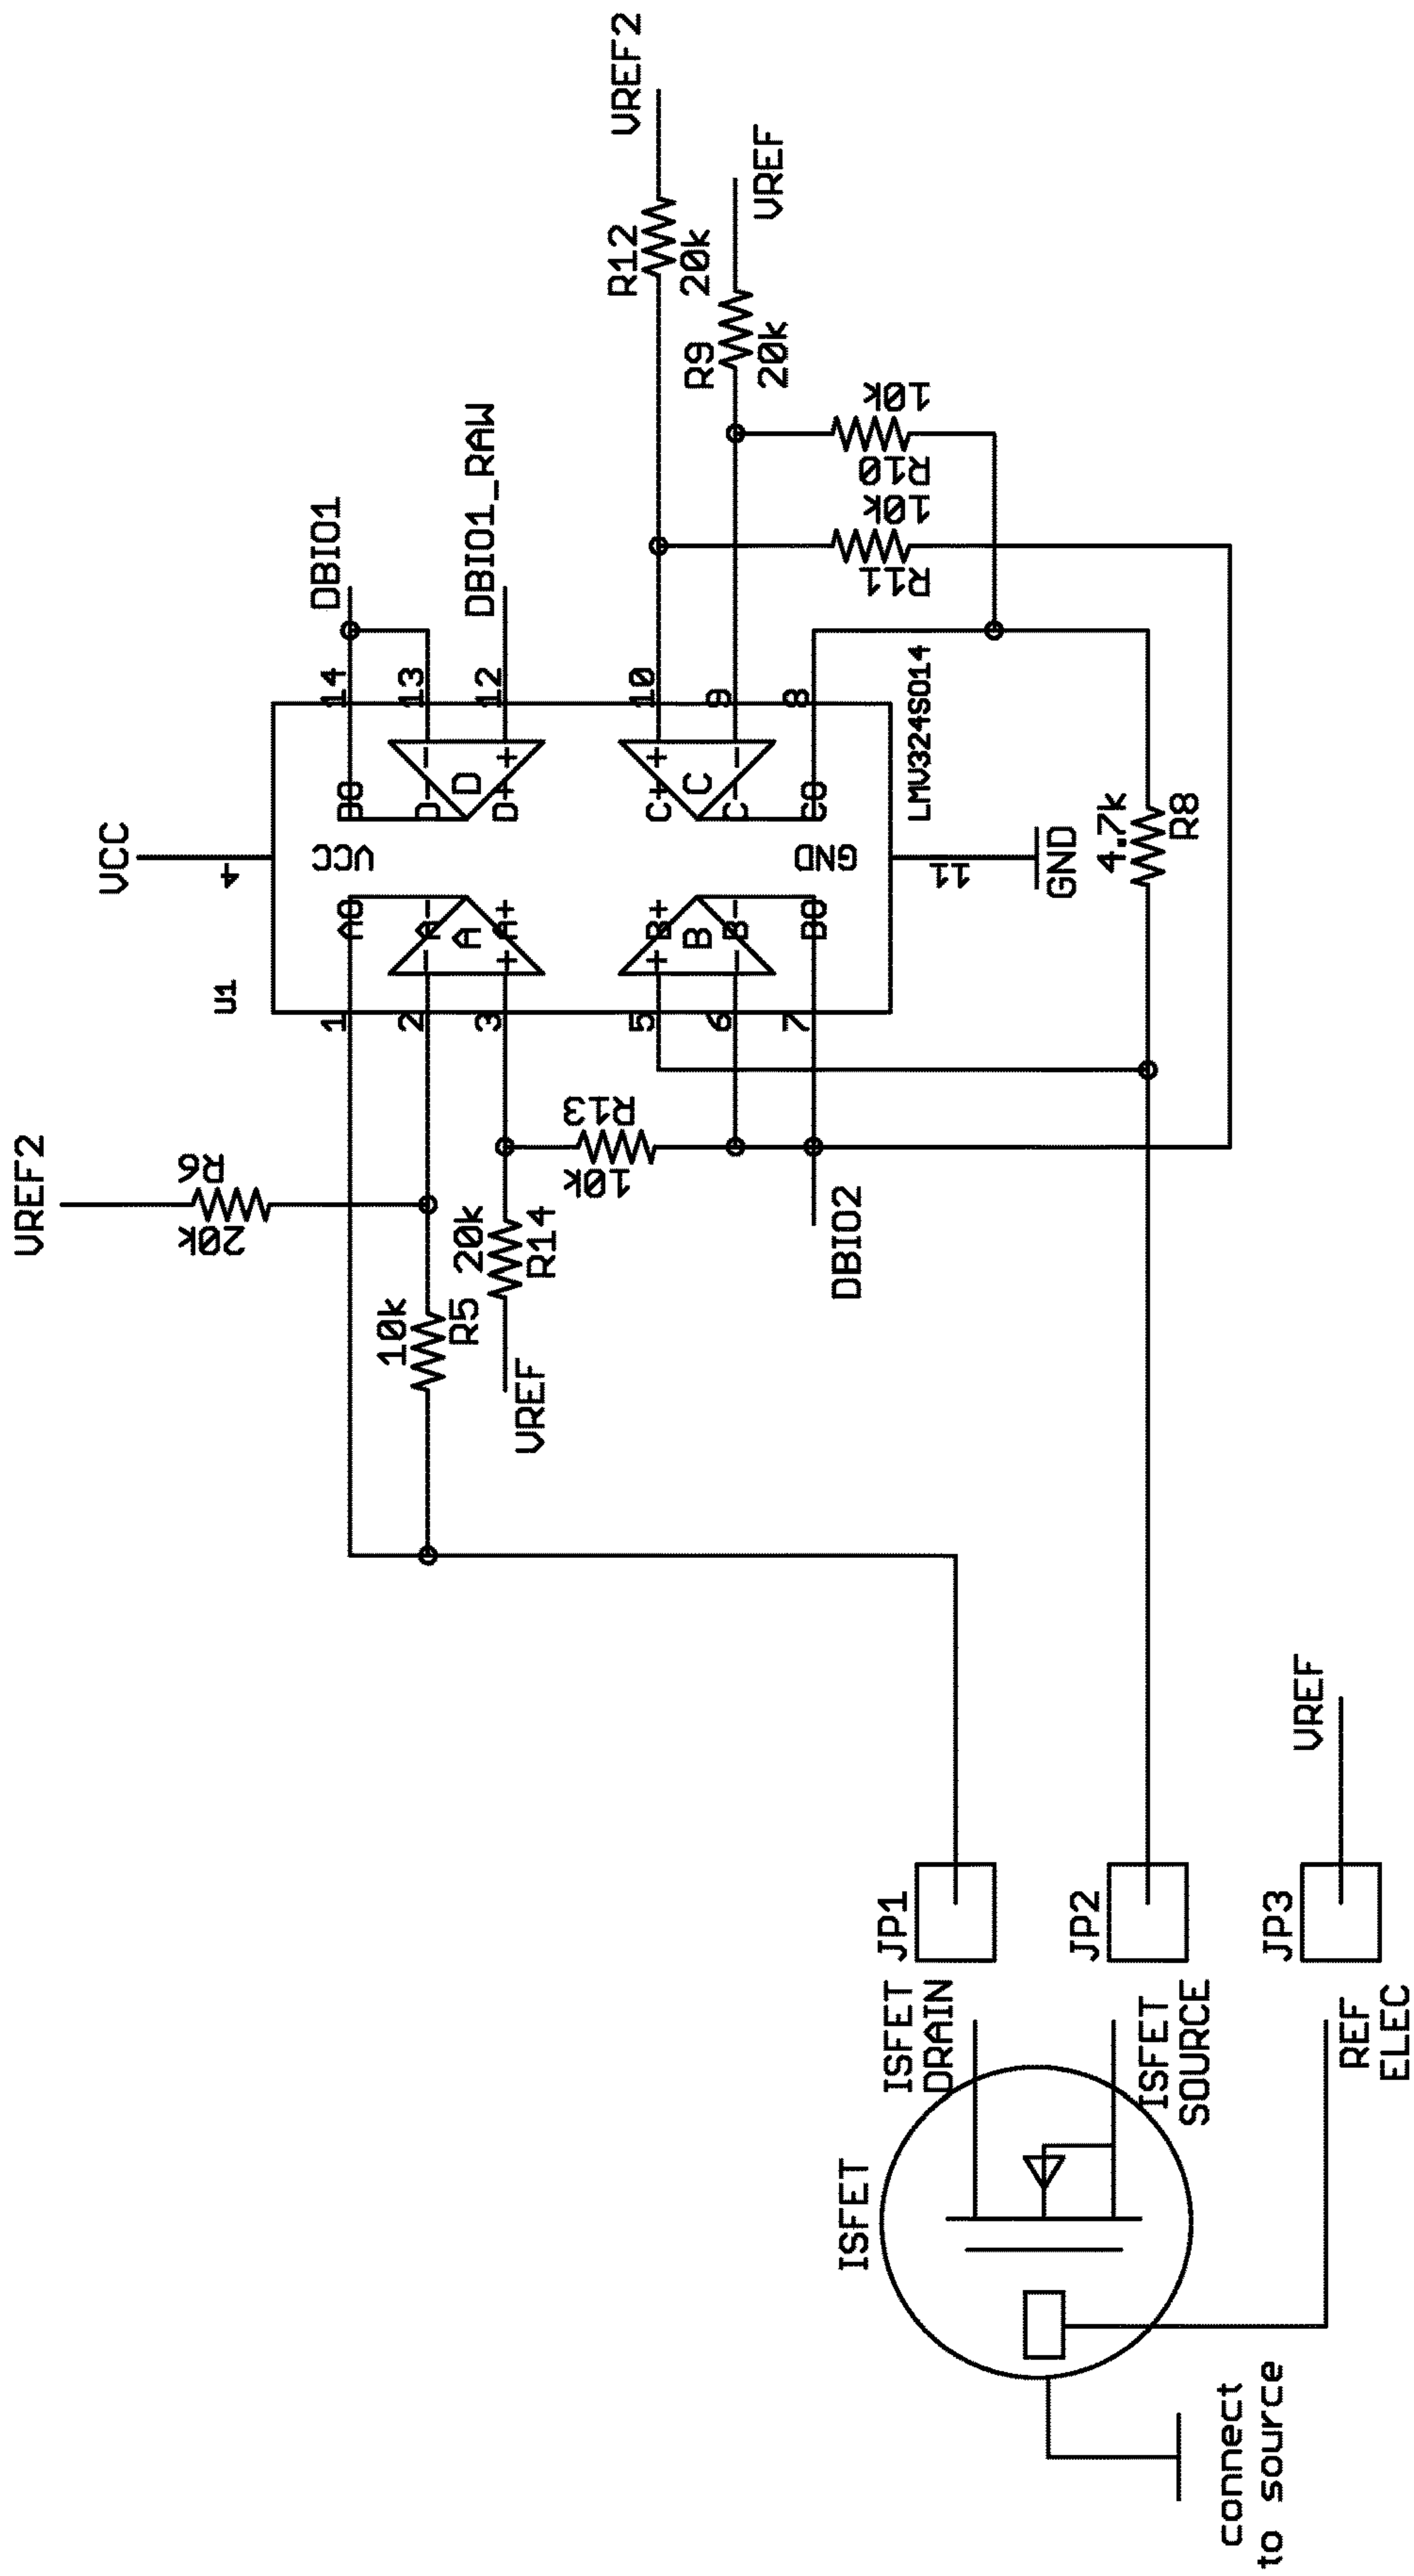 VREF2
R6
20k
VCC
4
U1
VCC
1
2
3
5
6
7
AO
A-
A
A+
B+
B
B-
BO
14
13
12
10
9
8
DO
D-
D
D+
C+
C
C-
CO
GND
11
GND
LMV324SO14
DBIO1
DBIO1_RAW
R12
20k
VREF2
R9
20k
VREF
10k
R10
10k
R11
4.7k
R8
R13
10k
20k
R14
VREF
10k
R5
DBIO2
JP1
ISFET
DRAIN
JP2
ISFET
SOURCE
JP3
REF
ELEC
VREF
ISFET
connect
to source